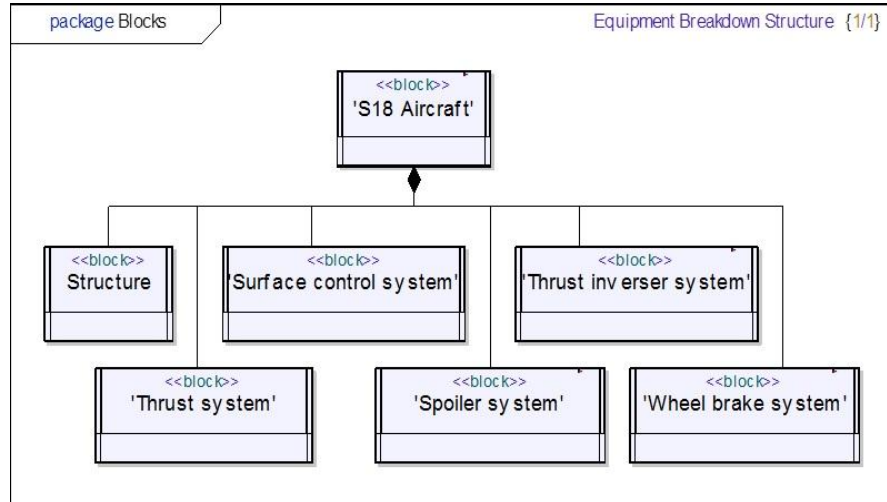 package Blocks
Equipment Breakdown Structure {1/1}
<<block>>
'S18 Aircraft'
<<block>>
Structure
<<block>>
'Surface control system'
<<block>>
'Thrust inverser system'
<<block>>
'Thrust system'
<<block>>
'Spoiler system'
<<block>>
'Wheel brake system'